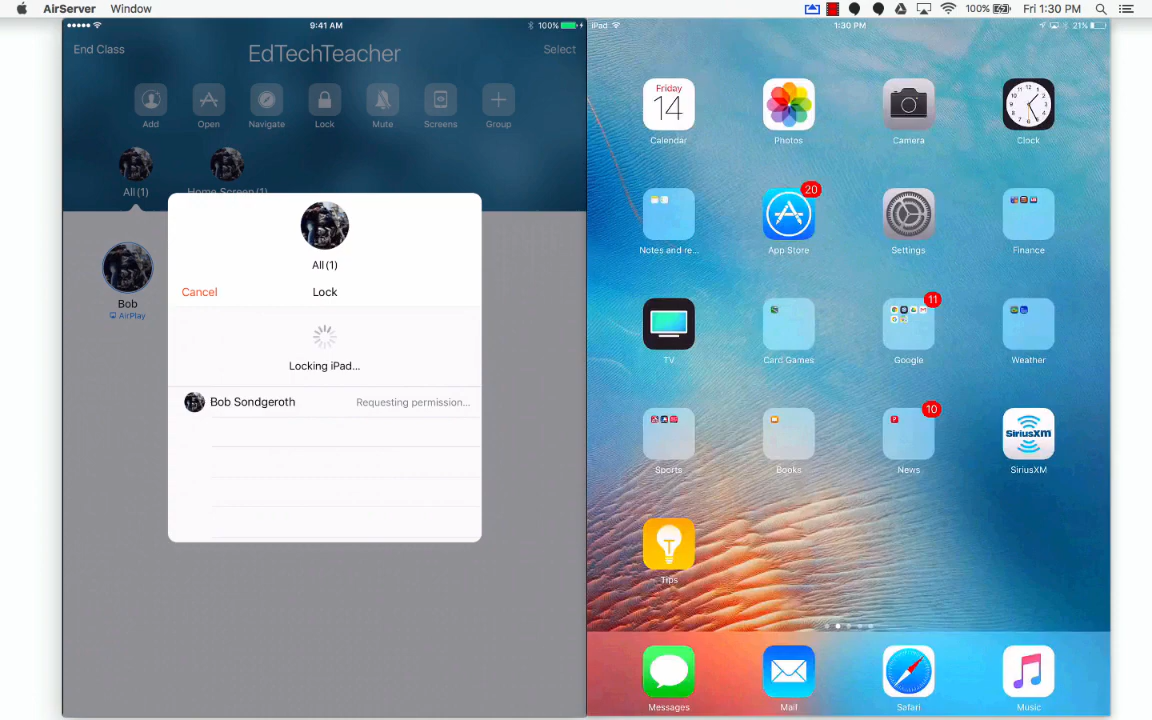 AirServer Window 100% Fri 1:30 PM
9:41 AM 100%
End Class EdTechTeacher Select
Add Open Navigate Lock Mute Screens Group
All (1) Home Screen (1)
Bob
AirPlay
All (1)
Cancel Lock
Locking iPad...
Bob Sondgeroth Requesting permission...
iPad 1:30 PM 21%
Friday
14
Calendar Photos Camera Clock
20
Notes and re... App Store Settings Finance
11
TV Card Games Google Weather
10
SiriusXM
Sports Books News SiriusXM
Tips
Messages Mail Safari Music